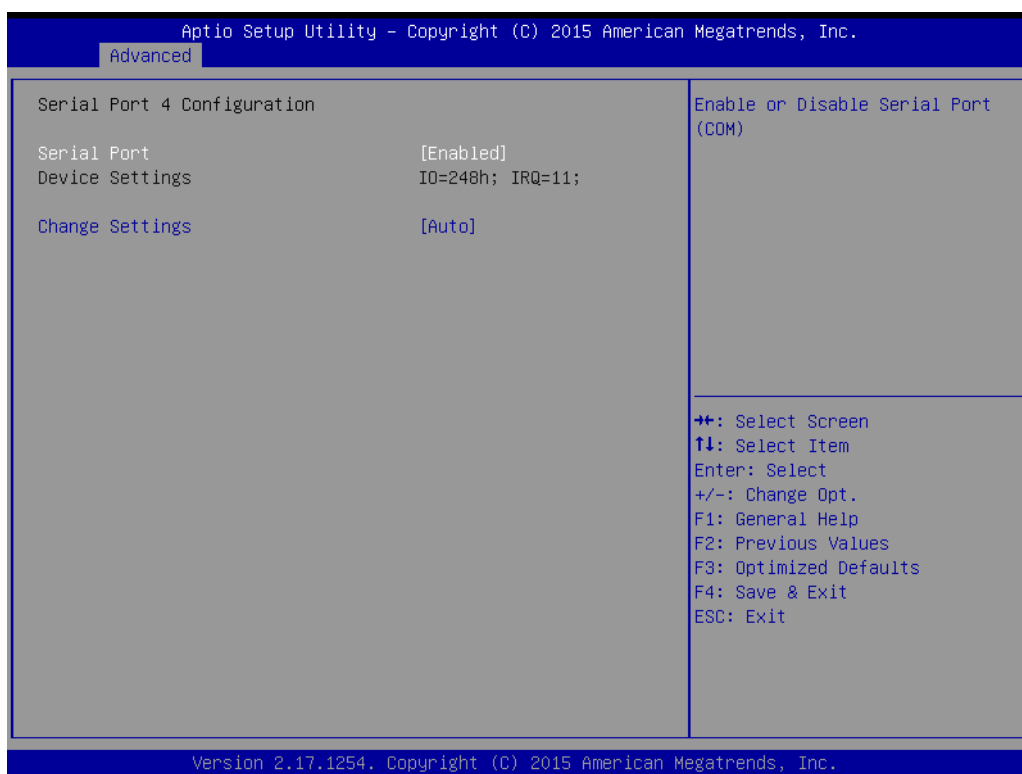 Aptio Setup Utility – Copyright (C) 2015 American Megatrends, Inc.
Advanced
Serial Port 4 Configuration
Serial Port [Enabled]
Device Settings IO=248h; IRQ=11;
Change Settings [Auto]
Enable or Disable Serial Port
(COM)
→←: Select Screen
↑↓: Select Item
Enter: Select
+/-: Change Opt.
F1: General Help
F2: Previous Values
F3: Optimized Defaults
F4: Save & Exit
ESC: Exit
Version 2.17.1254. Copyright (C) 2015 American Megatrends, Inc.